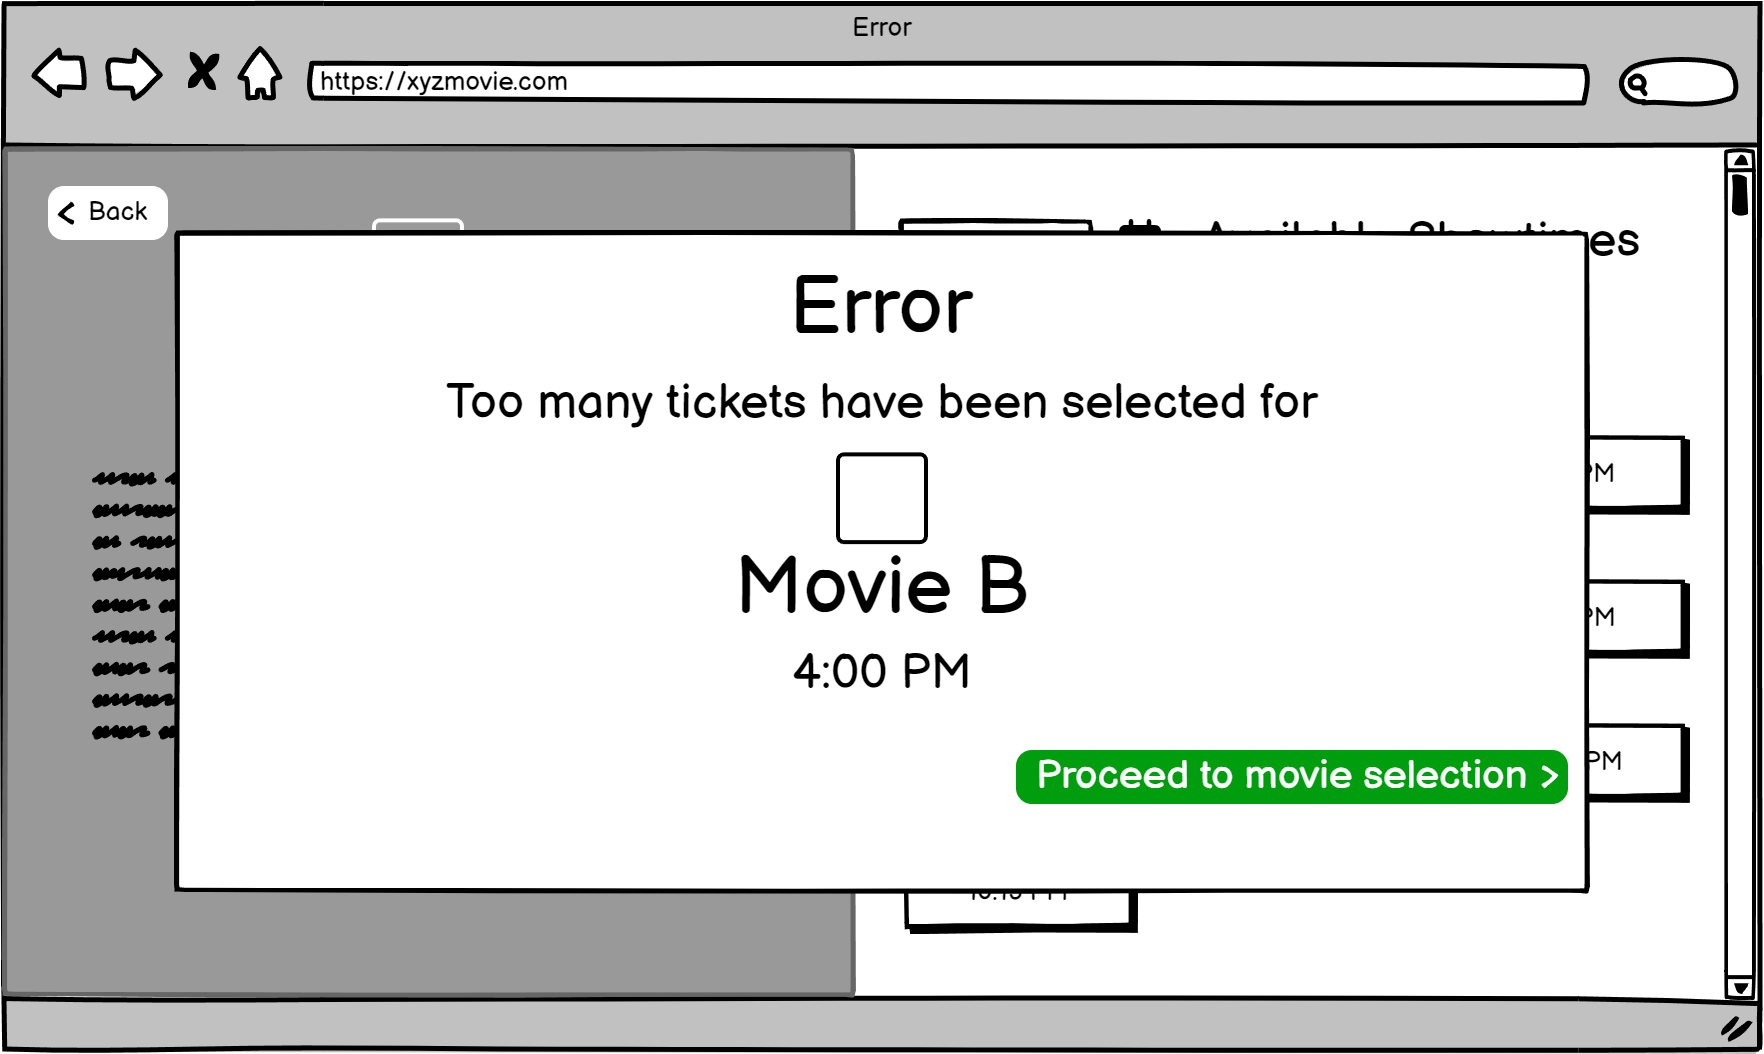 Error
https://xyzmovie.com
Back
Available Showtimes
Error
Too many tickets have been selected for
Movie B
4:00 PM
PM
PM
PM
Proceed to movie selection >